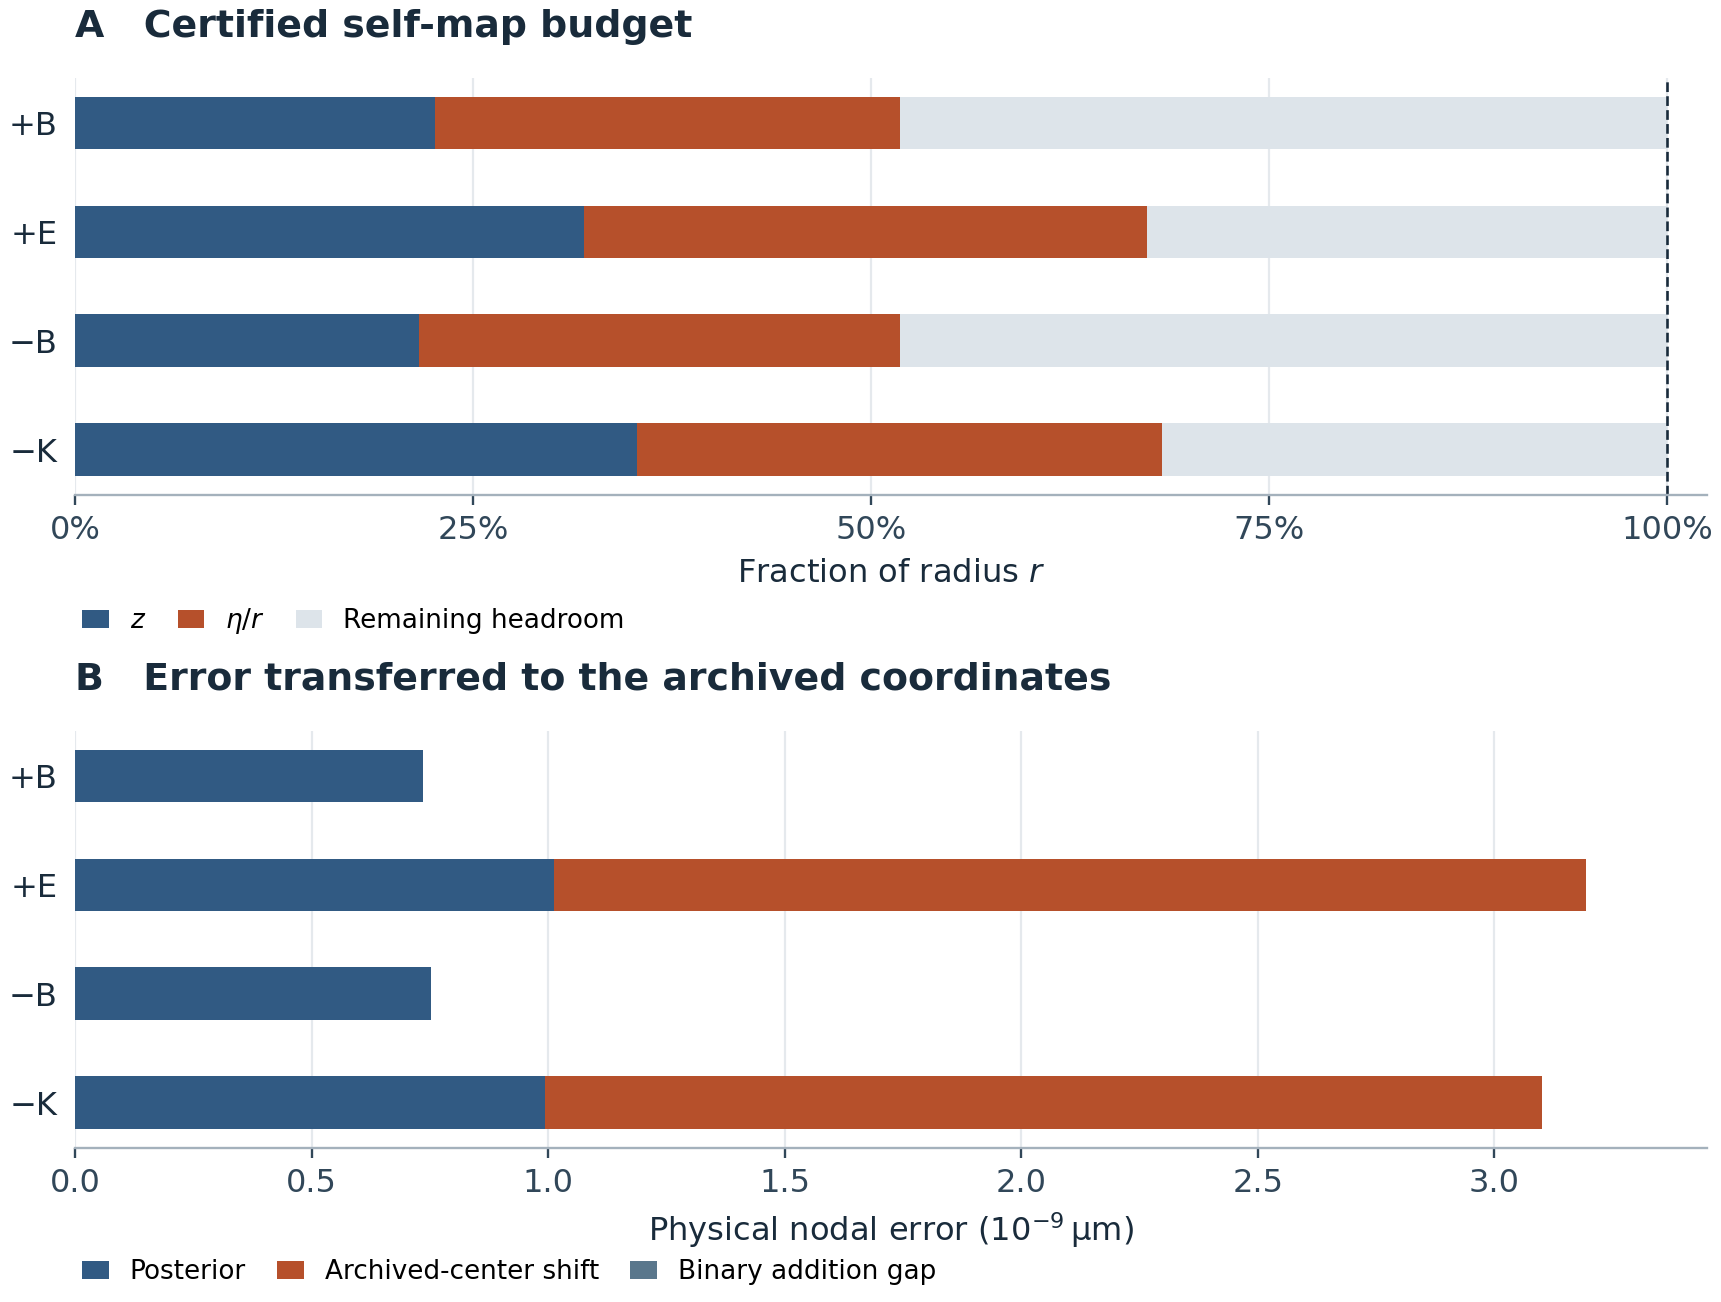 A Certified self-map budget
+B
+E
−B
−K
0% 25% 50% 75% 100%
Fraction of radius r
z η/r Remaining headroom
B Error transferred to the archived coordinates
+B
+E
−B
−K
0.0 0.5 1.0 1.5 2.0 2.5 3.0
Physical nodal error (10⁻⁹ μm)
Posterior Archived-center shift Binary addition gap